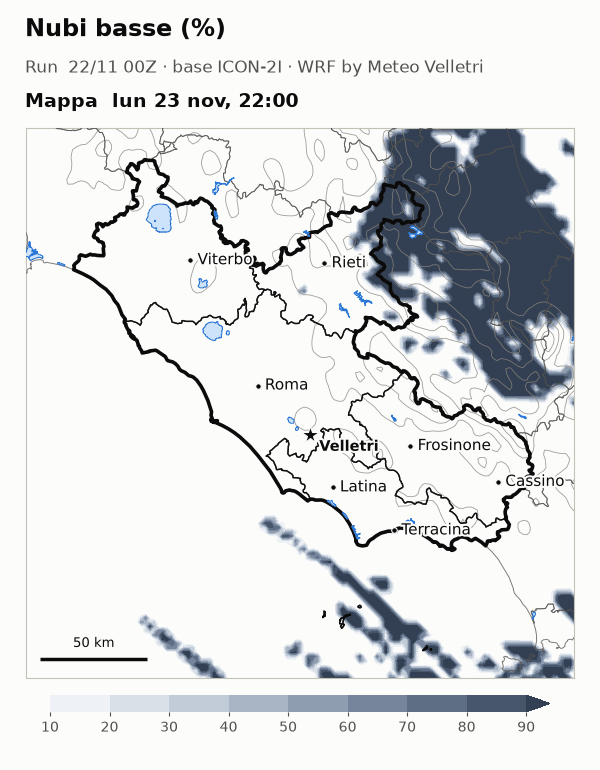 Nubi basse (%)
Run  22/11 00Z · base ICON-2I · WRF by Meteo Velletri
Mappa  lun 23 nov, 22:00
Viterbo
Rieti
Roma
Velletri
Frosinone
Latina
Cassino
Terracina
50 km
10 20 30 40 50 60 70 80 90